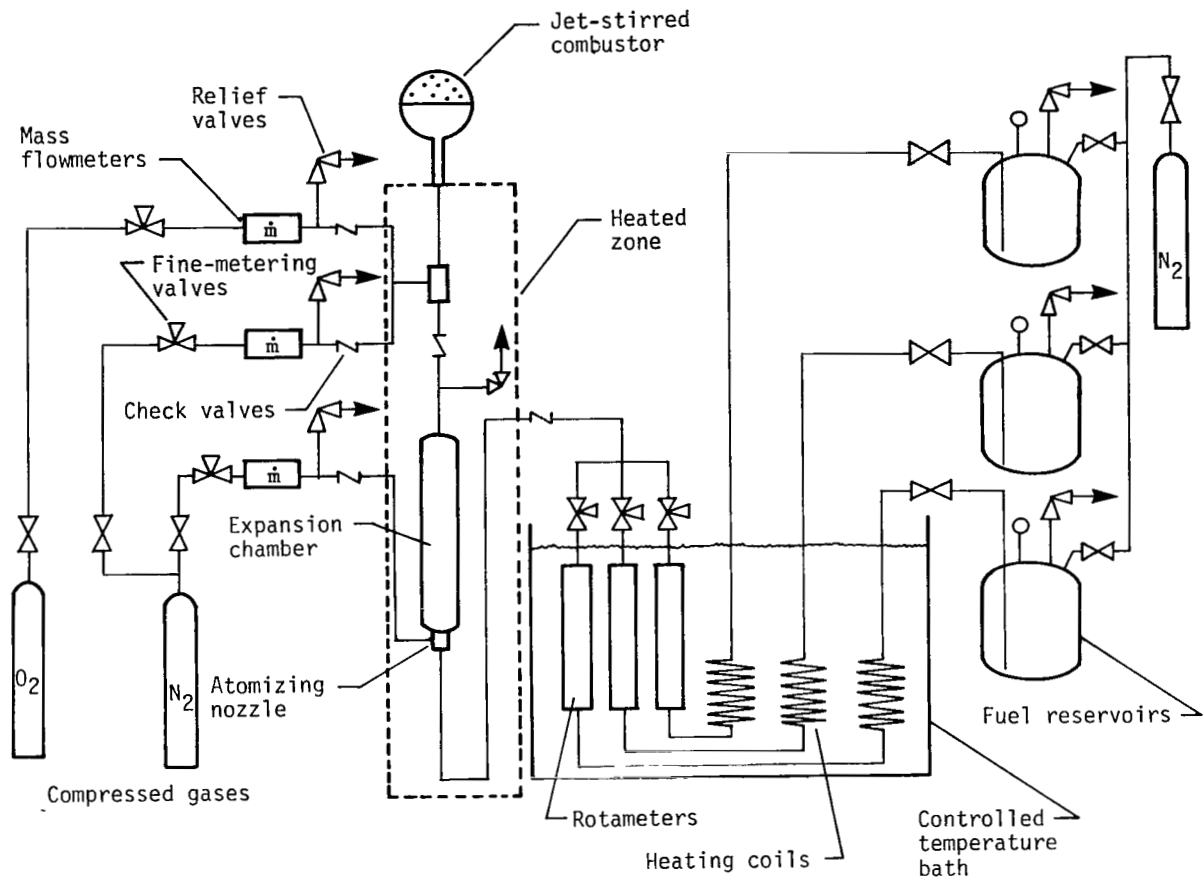 Jet-stirred
combustor
Relief
valves
Mass
flowmeters
ṁ
Heated
zone
Fine-metering
valves
ṁ
N2
Check valves
ṁ
Expansion
chamber
O2
N2
Atomizing
nozzle
Fuel reservoirs
Compressed gases
Rotameters
Heating coils
Controlled
temperature
bath